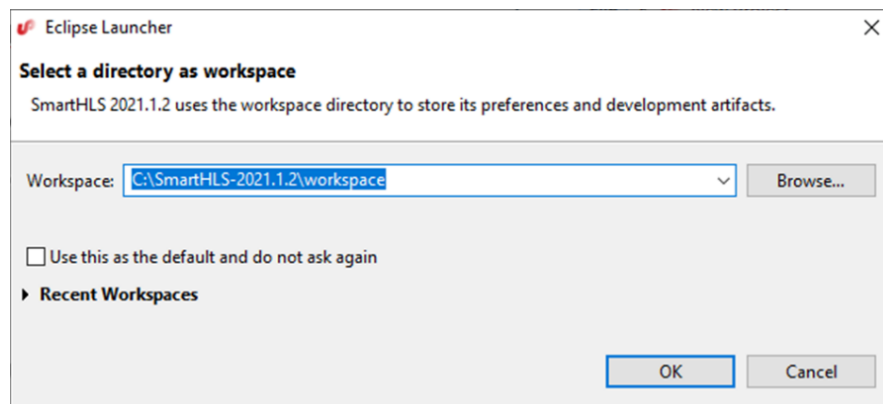 Eclipse Launcher
Select a directory as workspace
SmartHLS 2021.1.2 uses the workspace directory to store its preferences and development artifacts.
Workspace: C:\SmartHLS-2021.1.2\workspace Browse...
Use this as the default and do not ask again
Recent Workspaces
OK Cancel